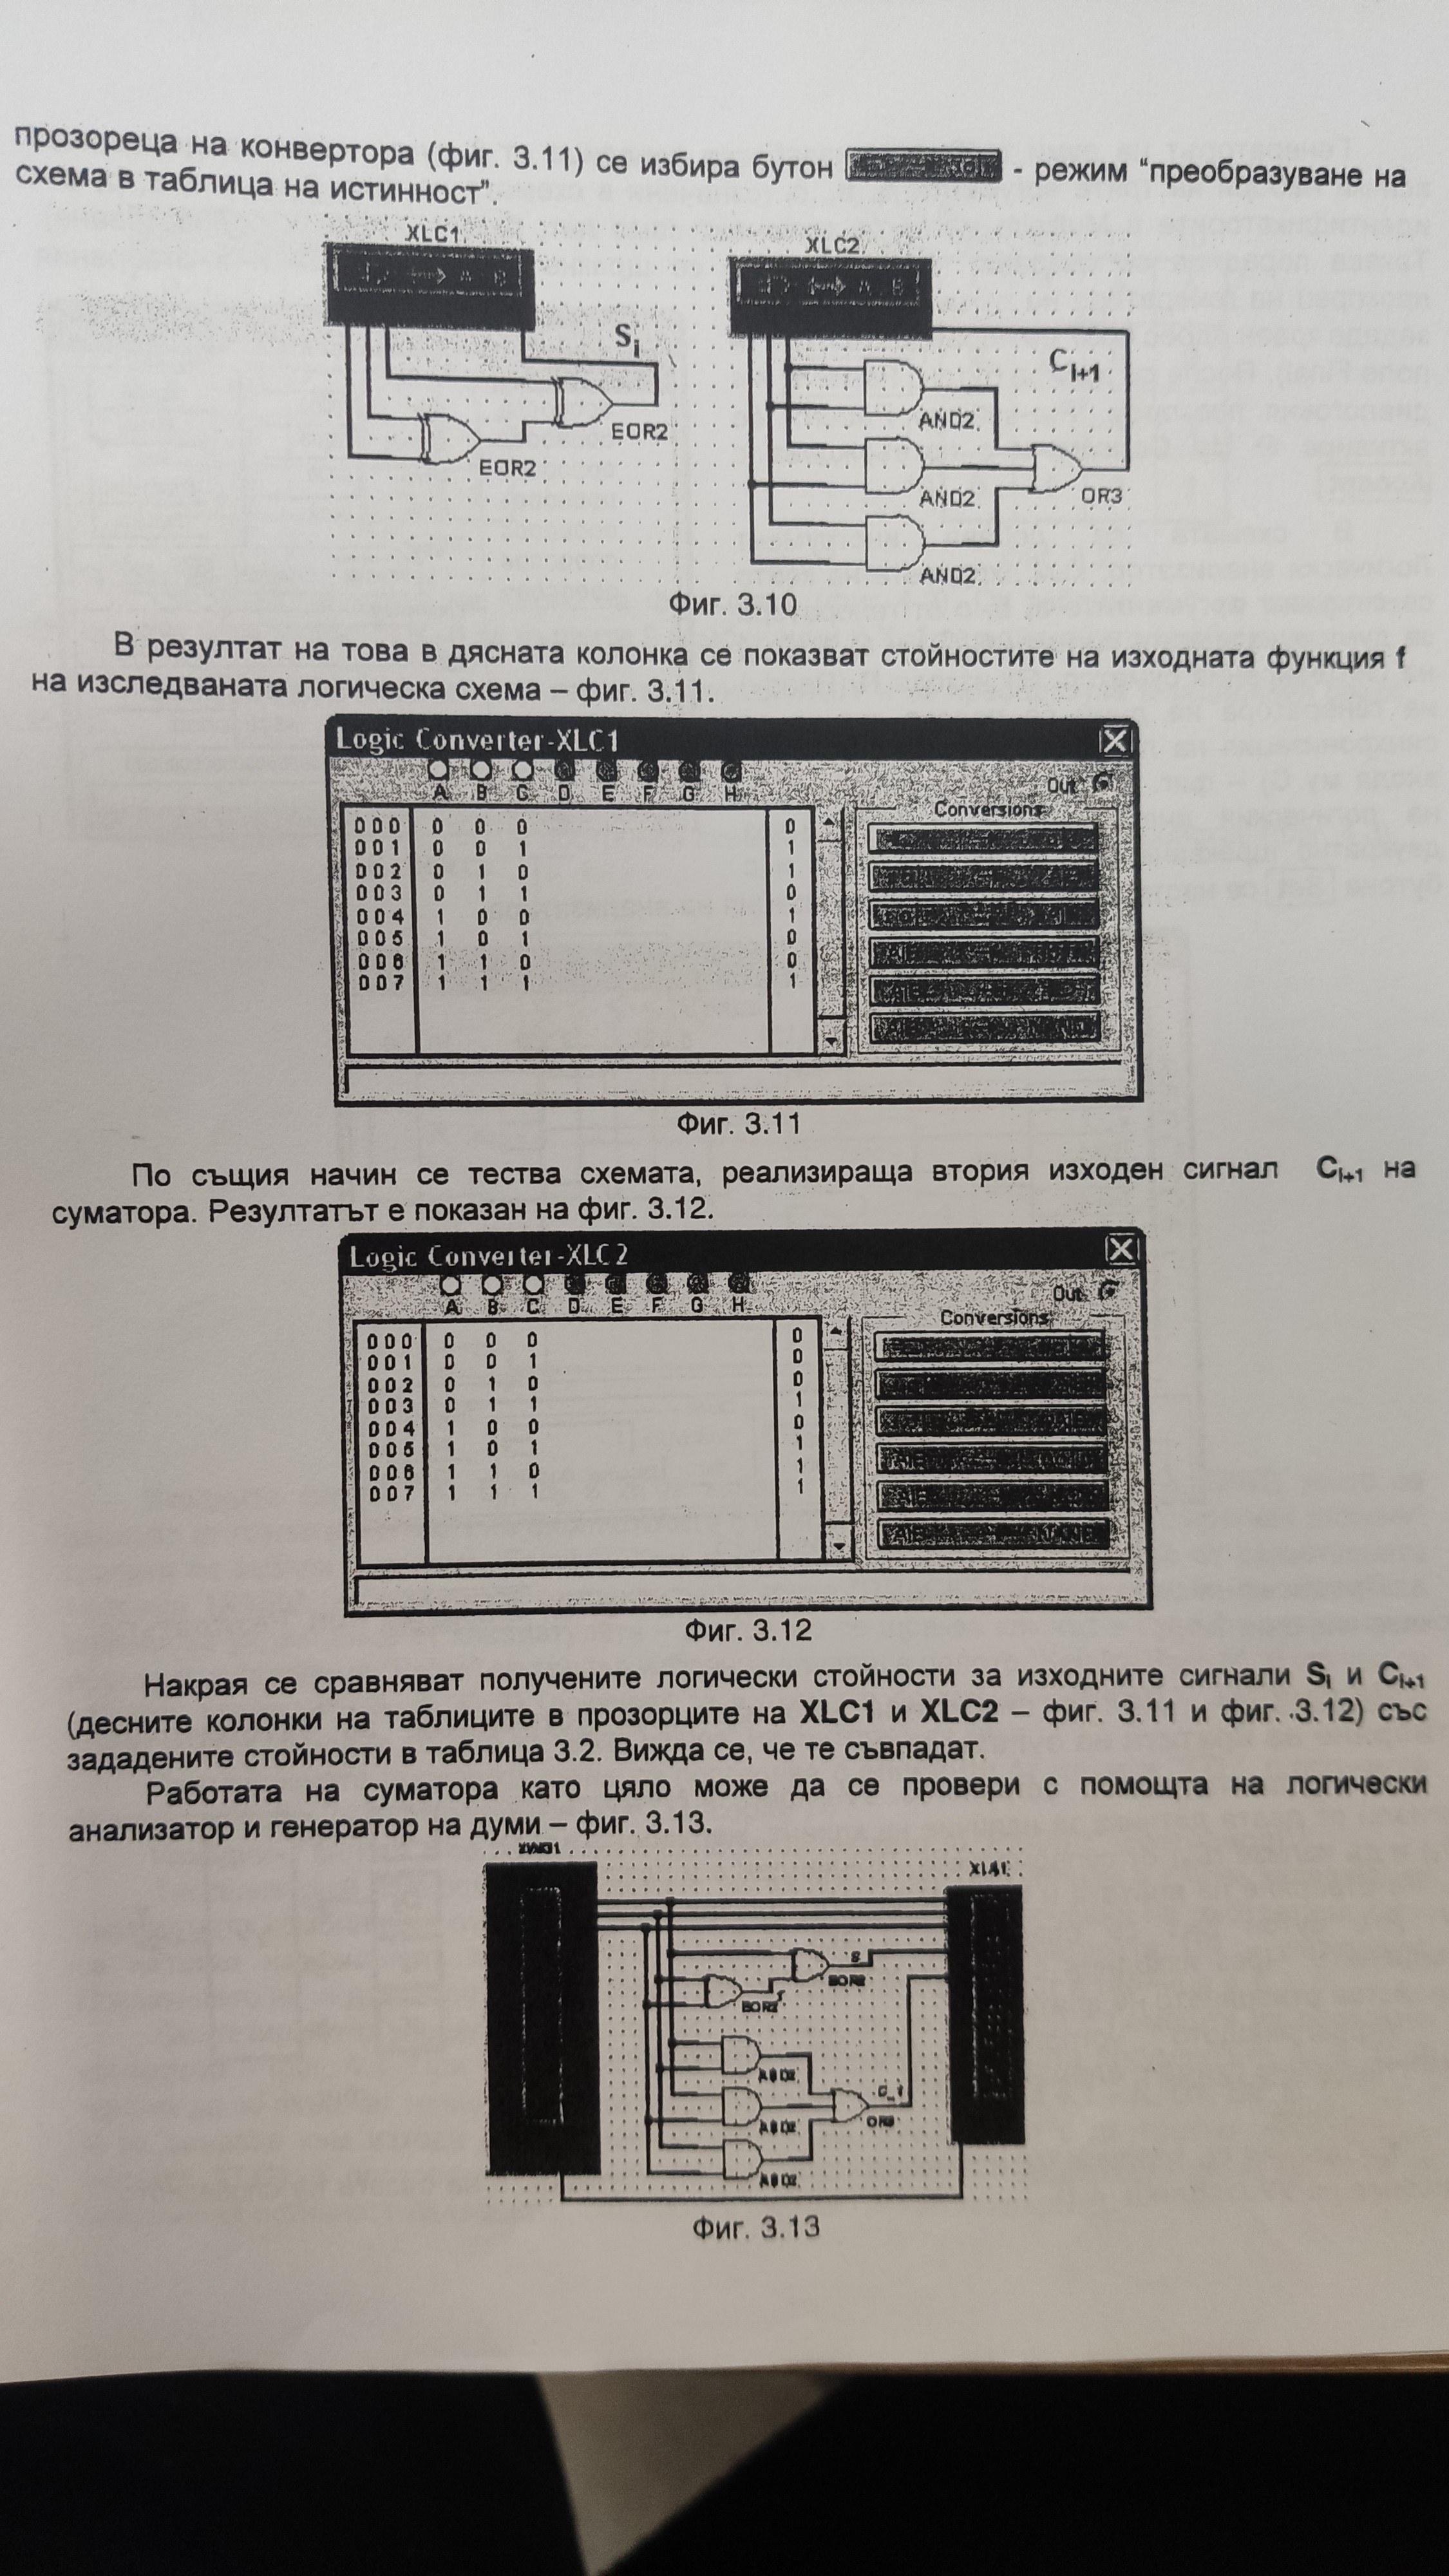 прозореца на конвертора (фиг. 3.11) се избира бутон - режим “преобразуване на
схема в таблица на истинност”.
XLC1
XLC2
A B
A B
Si
Ci+1
EOR2
EOR2
AND2
AND2
AND2
OR3
Фиг. 3.10
В резултат на това в дясната колонка се показват стойностите на изходната функция f
на изследваната логическа схема – фиг. 3.11.
Logic Converter-XLC1
A B C D E F G H
Out
Conversions
000 0 0 0 0
001 0 0 1 1
002 0 1 0 1
003 0 1 1 0
004 1 0 0 1
005 1 0 1 0
006 1 1 0 0
007 1 1 1 1
Фиг. 3.11
По същия начин се тества схемата, реализираща втория изходен сигнал Ci+1 на
суматора. Резултатът е показан на фиг. 3.12.
Logic Converter-XLC2
A B C D E F G H
Out
Conversions
000 0 0 0 0
001 0 0 1 0
002 0 1 0 0
003 0 1 1 1
004 1 0 0 0
005 1 0 1 1
006 1 1 0 1
007 1 1 1 1
Фиг. 3.12
Накрая се сравняват получените логически стойности за изходните сигнали Si и Ci+1
(десните колонки на таблиците в прозорците на XLC1 и XLC2 – фиг. 3.11 и фиг. 3.12) със
зададените стойности в таблица 3.2. Вижда се, че те съвпадат.
Работата на суматора като цяло може да се провери с помощта на логически
анализатор и генератор на думи – фиг. 3.13.
XLA1
S
EOR2
EOR2
AND2
AND2
AND2
OR3
Фиг. 3.13